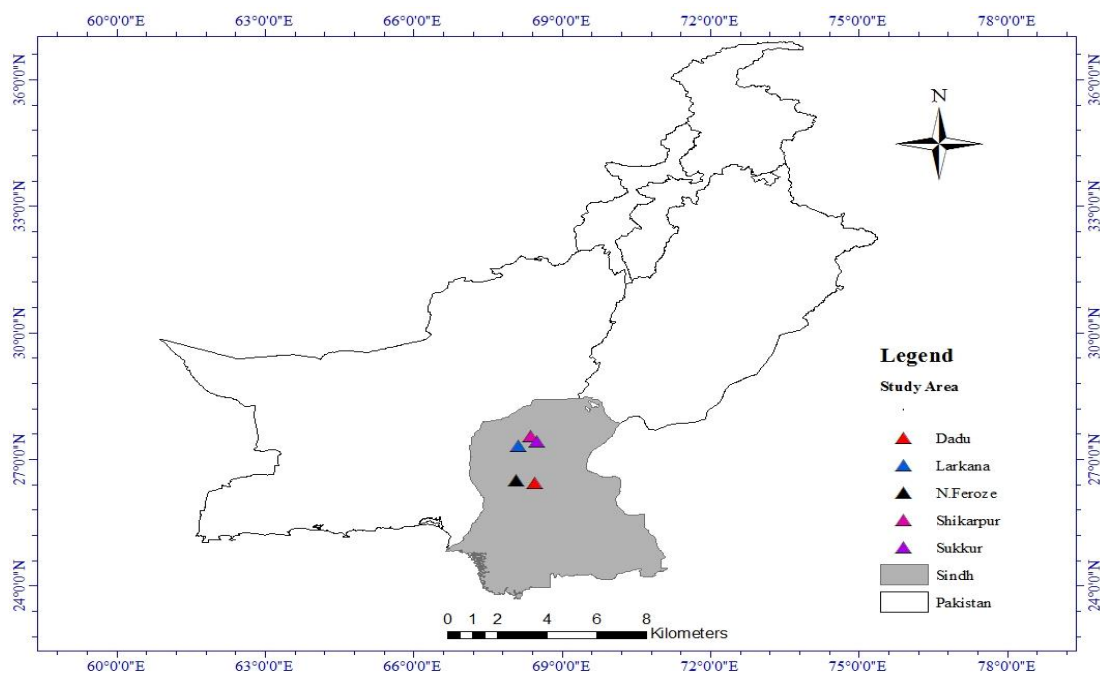 60°0'0"E 63°0'0"E 66°0'0"E 69°0'0"E 72°0'0"E 75°0'0"E 78°0'0"E
36°0'0"N
36°0'0"N
N
33°0'0"N
33°0'0"N
30°0'0"N
30°0'0"N
Legend
Study Area
Dadu
27°0'0"N
27°0'0"N
Larkana
N.Feroze
Shikarpur
Sukkur
Sindh
24°0'0"N
24°0'0"N
Pakistan
0 1 2 4 6 8
Kilometers
60°0'0"E 63°0'0"E 66°0'0"E 69°0'0"E 72°0'0"E 75°0'0"E 78°0'0"E